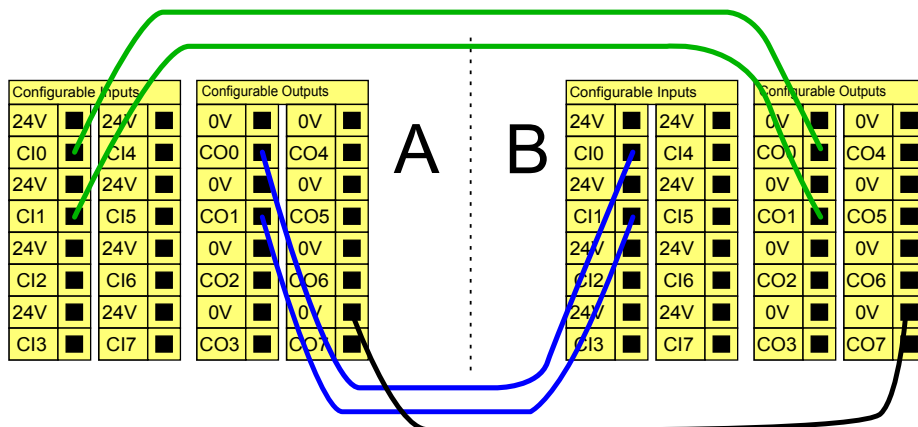 Configurable Inputs
24V 24V
CI0 CI4
24V 24V
CI1 CI5
24V 24V
CI2 CI6
24V 24V
CI3 CI7
Configurable Outputs
0V 0V
CO0 CO4
0V 0V
CO1 CO5
0V 0V
CO2 CO6
0V 0V
CO3 CO7
A
B
Configurable Inputs
24V 24V
CI0 CI4
24V 24V
CI1 CI5
24V 24V
CI2 CI6
24V 24V
CI3 CI7
Configurable Outputs
0V 0V
CO0 CO4
0V 0V
CO1 CO5
0V 0V
CO2 CO6
0V 0V
CO3 CO7